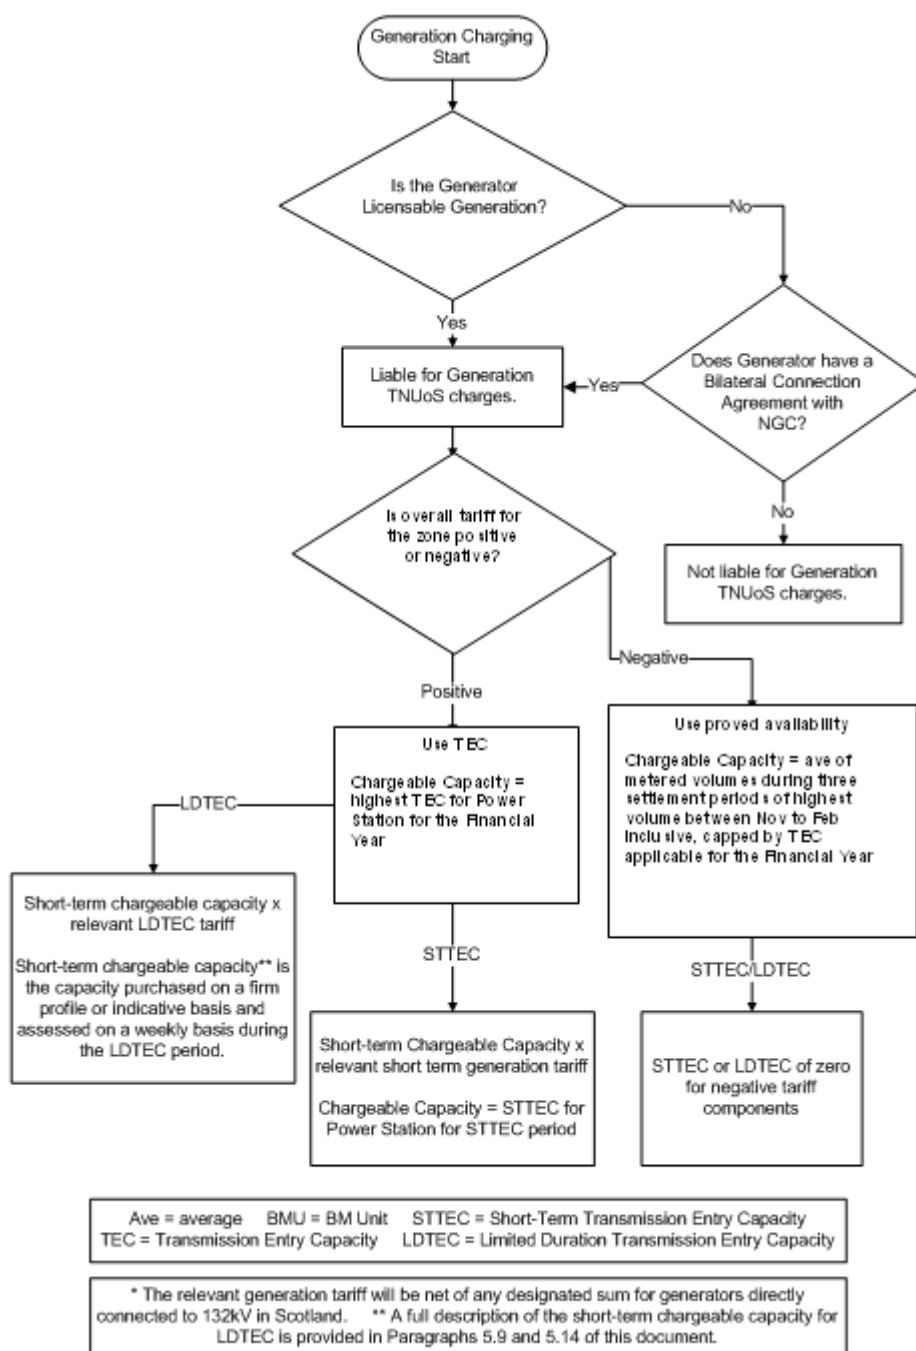 Generation Charging
Start
Is the Generator
Licensable Generation?
No
Yes
Does Generator have a
Bilateral Connection
Agreement with
NGC?
Yes
Liable for Generation
TNUoS charges.
No
Is overall tariff for
the zone positive
or negative?
Not liable for Generation
TNUoS charges.
Negative
Positive
Use TEC
Chargeable Capacity =
highest TEC for Power
Station for the Financial
Year
Use proved availability
Chargeable Capacity = ave of
metered volumes during three
settlement periods of highest
volume between Nov to Feb
inclusive, capped by TEC
applicable for the Financial Year
LDTEC
Short-term chargeable capacity x
relevant LDTEC tariff
Short-term chargeable capacity** is
the capacity purchased on a firm
profile or indicative basis and
assessed on a weekly basis during
the LDTEC period.
STTEC
STTEC/LDTEC
Short-term Chargeable Capacity x
relevant short term generation tariff
Chargeable Capacity = STTEC for
Power Station for STTEC period
STTEC or LDTEC of zero
for negative tariff
components
Ave = average BMU = BM Unit STTEC = Short-Term Transmission Entry Capacity
TEC = Transmission Entry Capacity LDTEC = Limited Duration Transmission Entry Capacity
* The relevant generation tariff will be net of any designated sum for generators directly
connected to 132kV in Scotland. ** A full description of the short-term chargeable capacity for
LDTEC is provided in Paragraphs 5.9 and 5.14 of this document.